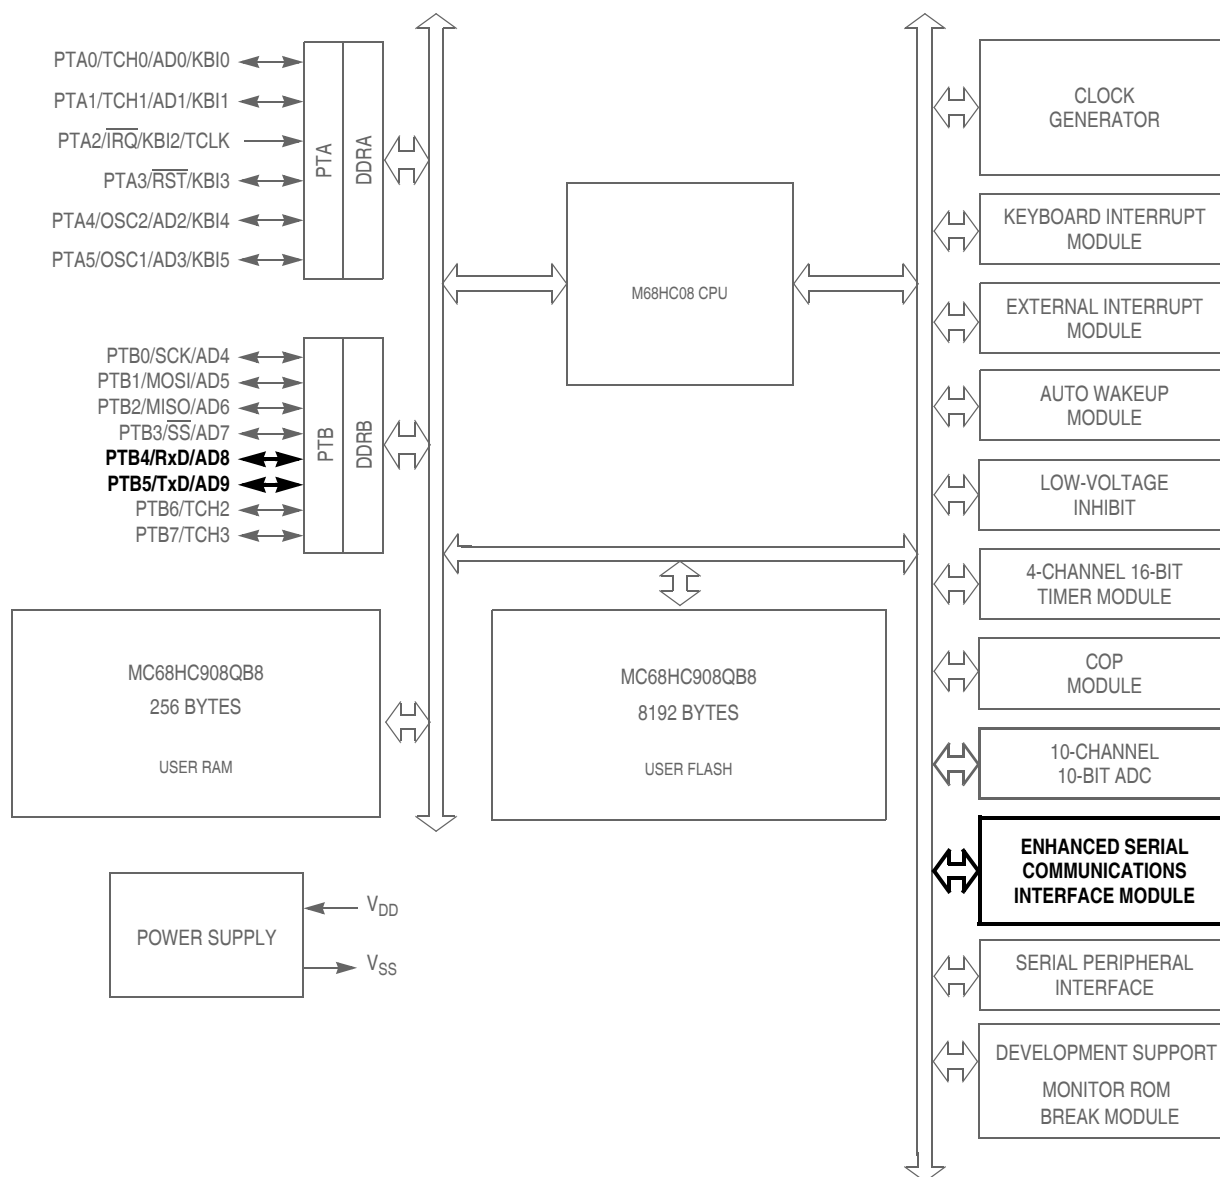 PTA0/TCH0/AD0/KBI0
PTA1/TCH1/AD1/KBI1
PTA2/IRQ/KBI2/TCLK
PTA3/RST/KBI3
PTA4/OSC2/AD2/KBI4
PTA5/OSC1/AD3/KBI5
PTA
DDRA
PTB0/SCK/AD4
PTB1/MOSI/AD5
PTB2/MISO/AD6
PTB3/SS/AD7
PTB4/RxD/AD8
PTB5/TxD/AD9
PTB6/TCH2
PTB7/TCH3
PTB
DDRB
M68HC08 CPU
MC68HC908QB8
256 BYTES
USER RAM
MC68HC908QB8
8192 BYTES
USER FLASH
POWER SUPPLY
VDD
VSS
CLOCK
GENERATOR
KEYBOARD INTERRUPT
MODULE
EXTERNAL INTERRUPT
MODULE
AUTO WAKEUP
MODULE
LOW-VOLTAGE
INHIBIT
4-CHANNEL 16-BIT
TIMER MODULE
COP
MODULE
10-CHANNEL
10-BIT ADC
ENHANCED SERIAL
COMMUNICATIONS
INTERFACE MODULE
SERIAL PERIPHERAL
INTERFACE
DEVELOPMENT SUPPORT
MONITOR ROM
BREAK MODULE